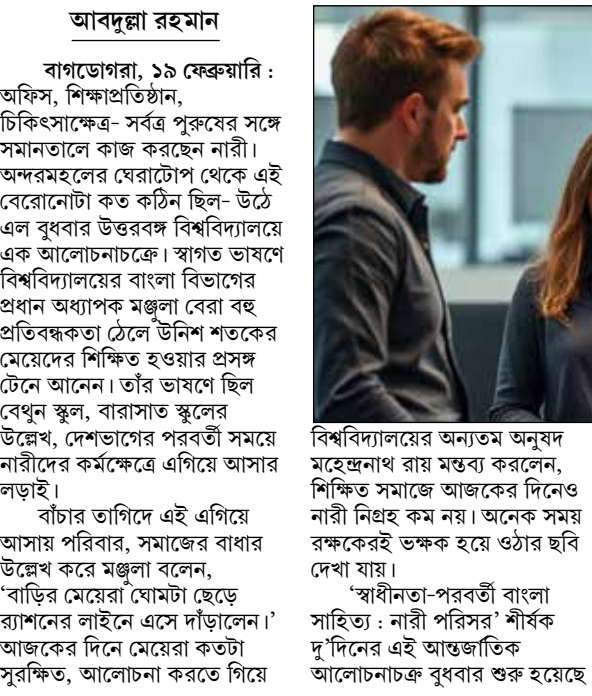 আবদুল্লা রহমান
বাগডোগরা, ১৯ ফেব্রুয়ারি :
অফিস, শিক্ষাপ্রতিষ্ঠান,
চিকিৎসাক্ষেত্র- সর্বত্র পুরুষের সঙ্গে
সমানতালে কাজ করছেন নারী।
অন্দরমহলের ঘেরাটোপ থেকে এই
বেরোনোটা কত কঠিন ছিল- উঠে
এল বুধবার উত্তরবঙ্গ বিশ্ববিদ্যালয়ে
এক আলোচনাচক্রে। স্বাগত ভাষণে
বিশ্ববিদ্যালয়ের বাংলা বিভাগের
প্রধান অধ্যাপক মঞ্জুলা বেরা বহু
প্রতিবন্ধকতা ঠেলে উনিশ শতকের
মেয়েদের শিক্ষিত হওয়ার প্রসঙ্গ
টেনে আনেন। তাঁর ভাষণে ছিল
বেথুন স্কুল, বারাসাত স্কুলের
উল্লেখ, দেশভাগের পরবর্তী সময়ে
নারীদের কর্মক্ষেত্রে এগিয়ে আসার
লড়াই।
বাঁচার তাগিদে এই এগিয়ে
আসায় পরিবার, সমাজের বাধার
উল্লেখ করে মঞ্জুলা বলেন,
‘বাড়ির মেয়েরা ঘোমটা ছেড়ে
র‍্যাশনের লাইনে এসে দাঁড়ালেন।’
আজকের দিনে মেয়েরা কতটা
সুরক্ষিত, আলোচনা করতে গিয়ে
বিশ্ববিদ্যালয়ের অন্যতম অনুষদ
মহেন্দ্রনাথ রায় মন্তব্য করলেন,
শিক্ষিত সমাজে আজকের দিনেও
নারী নিগ্রহ কম নয়। অনেক সময়
রক্ষকেরই ভক্ষক হয়ে ওঠার ছবি
দেখা যায়।
‘স্বাধীনতা-পরবর্তী বাংলা
সাহিত্য : নারী পরিসর’ শীর্ষক
দু’দিনের এই আন্তর্জাতিক
আলোচনাচক্র বুধবার শুরু হয়েছে